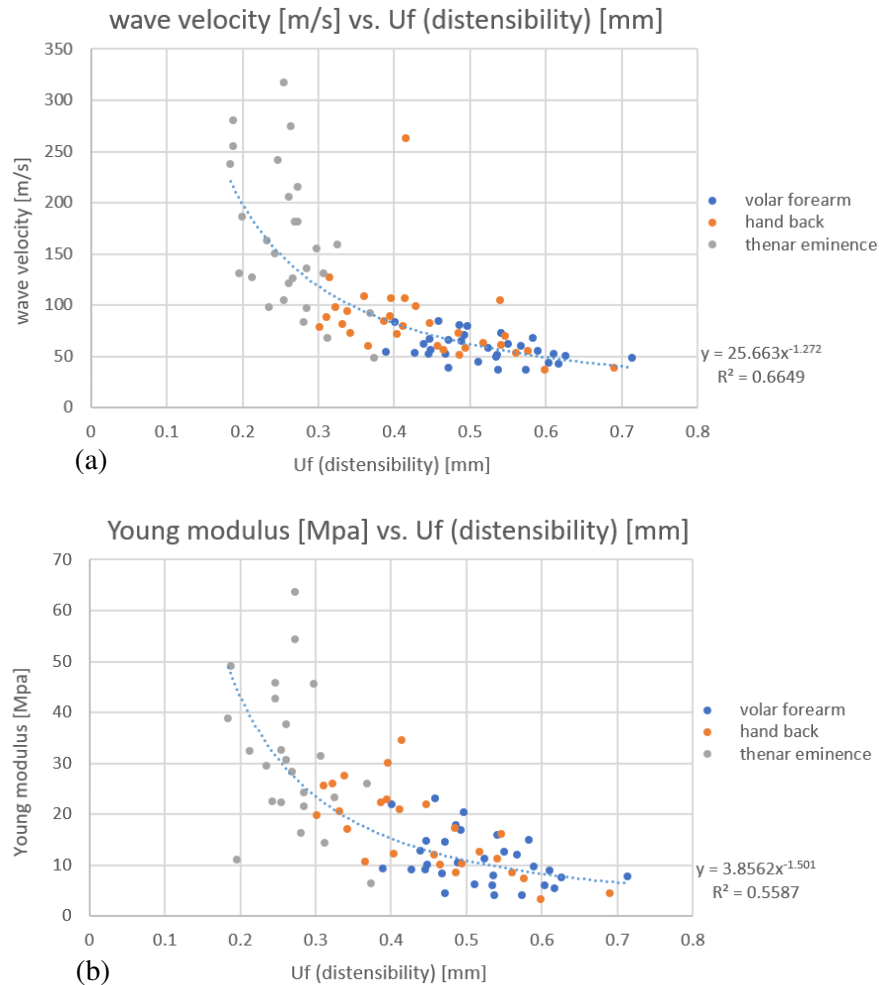 wave velocity [m/s] vs. Uf (distensibility) [mm]
350
300
250
200
150
100
50
0
wave velocity [m/s]
volar forearm
hand back
thenar eminence
y = 25.663x^-1.272
R² = 0.6649
0 0.1 0.2 0.3 0.4 0.5 0.6 0.7 0.8
(a)
Uf (distensibility) [mm]
Young modulus [Mpa] vs. Uf (distensibility) [mm]
70
60
50
40
30
20
10
0
Young modulus [Mpa]
volar forearm
hand back
thenar eminence
y = 3.8562x^-1.501
R² = 0.5587
0 0.1 0.2 0.3 0.4 0.5 0.6 0.7 0.8
(b)
Uf (distensibility) [mm]